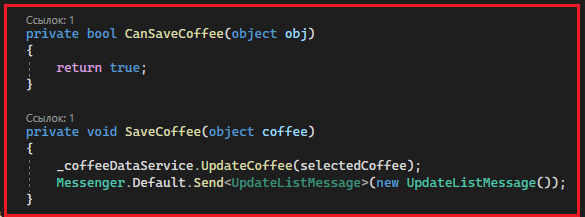 Ссылок: 1
private bool CanSaveCoffee(object obj)
{
    return true;
}
Ссылок: 1
private void SaveCoffee(object coffee)
{
    _coffeeDataService.UpdateCoffee(selectedCoffee);
    Messenger.Default.Send<UpdateListMessage>(new UpdateListMessage());
}